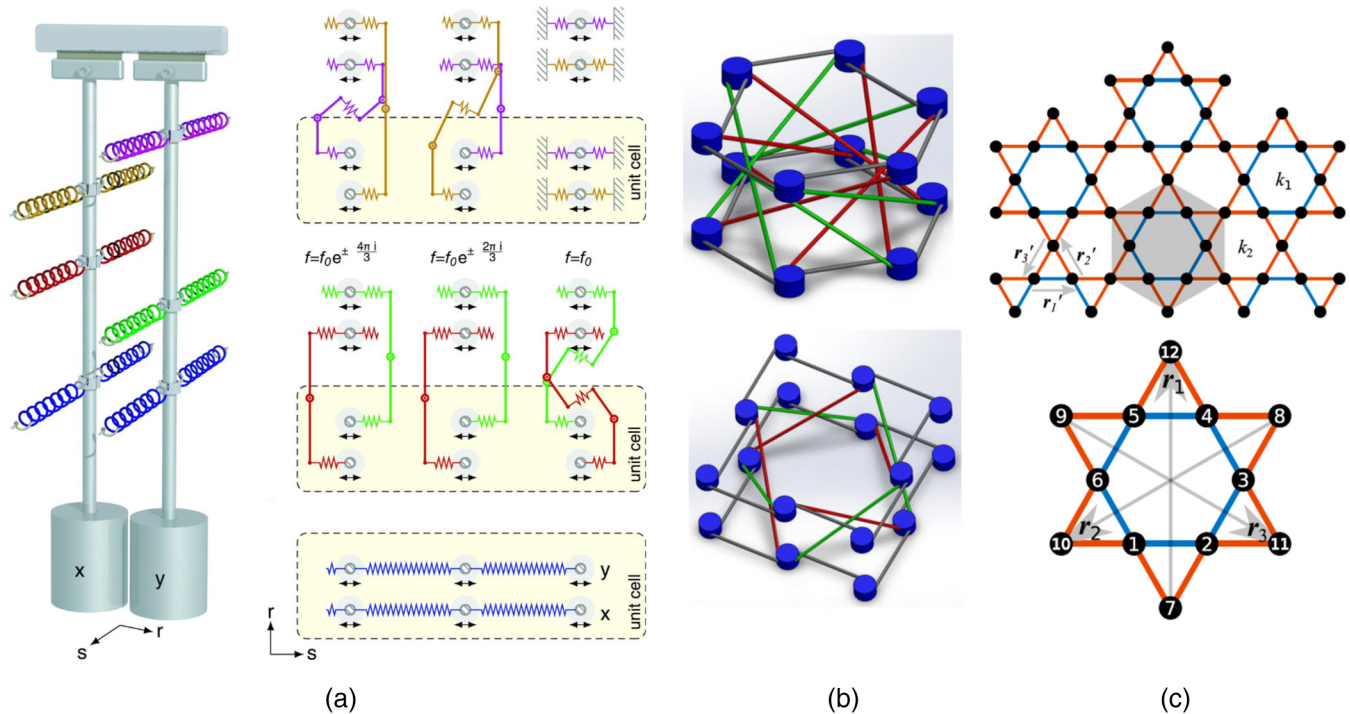 x
y
s
r
unit cell
f=f₀e± 4πi/3
f=f₀e± 2πi/3
f=f₀
unit cell
y
x
unit cell
r
s
k₁
k₂
r₃'
r₂'
r₁'
12
r₁
9
5
4
8
6
3
10
r₂
1
2
r₃
11
7
(a)
(b)
(c)